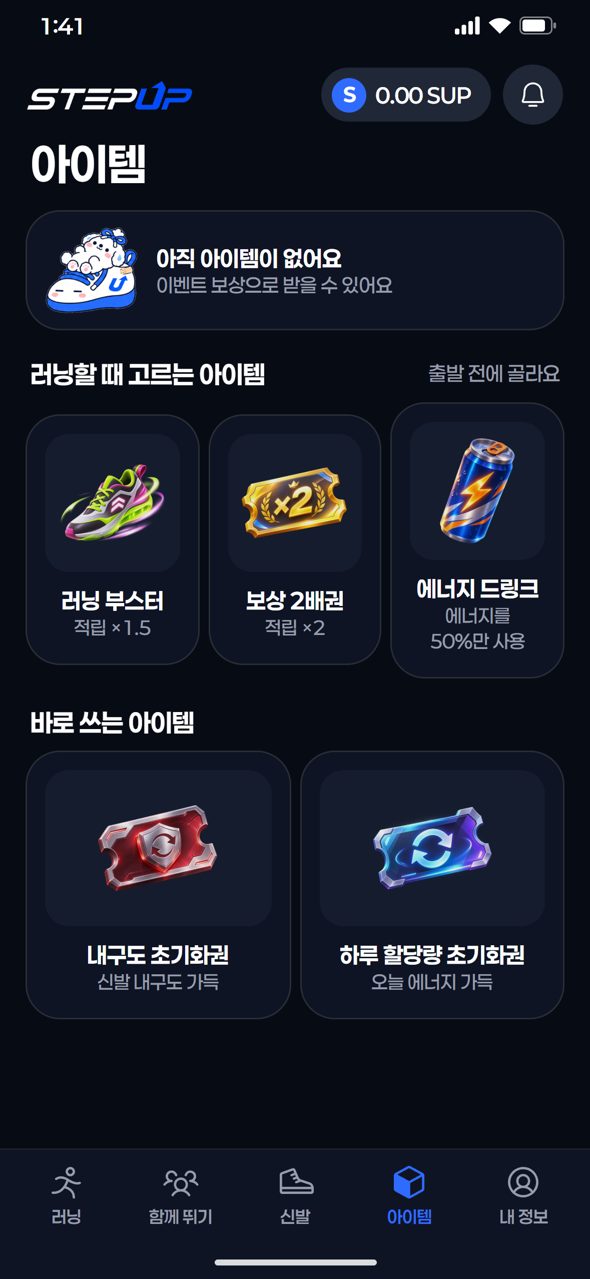 1:41
STEPUP
S 0.00 SUP
아이템
아직 아이템이 없어요
이벤트 보상으로 받을 수 있어요
러닝할 때 고르는 아이템
출발 전에 골라요
×2
러닝 부스터
적립 ×1.5
보상 2배권
적립 ×2
에너지 드링크
에너지를
50%만 사용
바로 쓰는 아이템
내구도 초기화권
신발 내구도 가득
하루 할당량 초기화권
오늘 에너지 가득
러닝
함께 뛰기
신발
아이템
내 정보